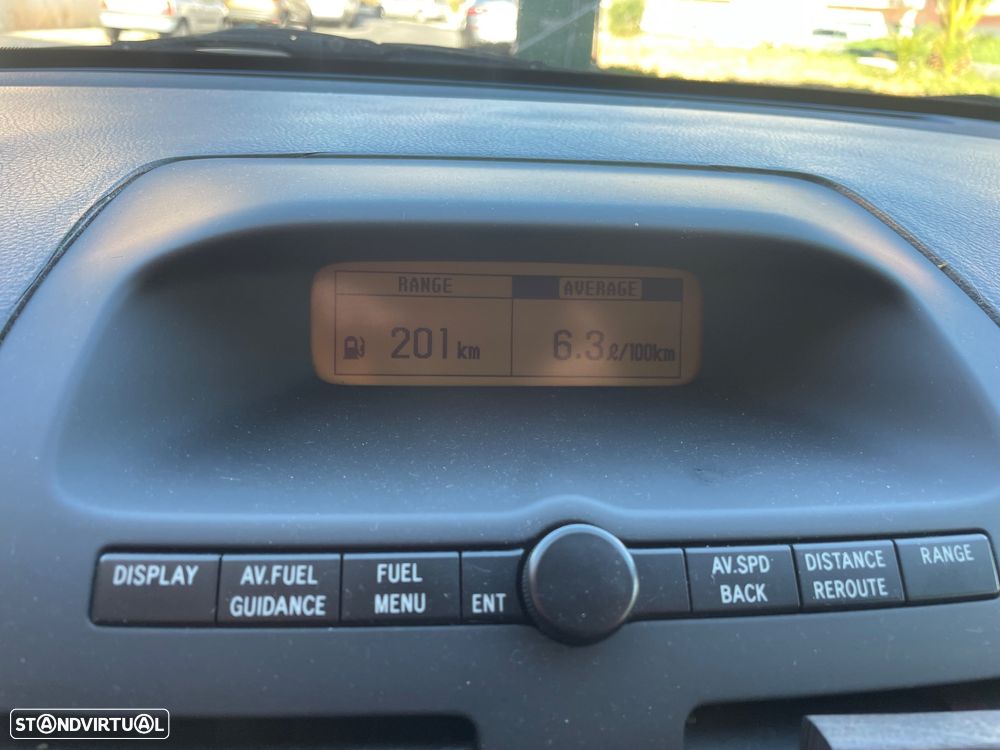 RANGE AVERAGE
201 km 6.3 ℓ/100km
DISPLAY AV.FUEL GUIDANCE FUEL MENU ENT AV.SPD BACK DISTANCE REROUTE RANGE
STANDVIRTUAL